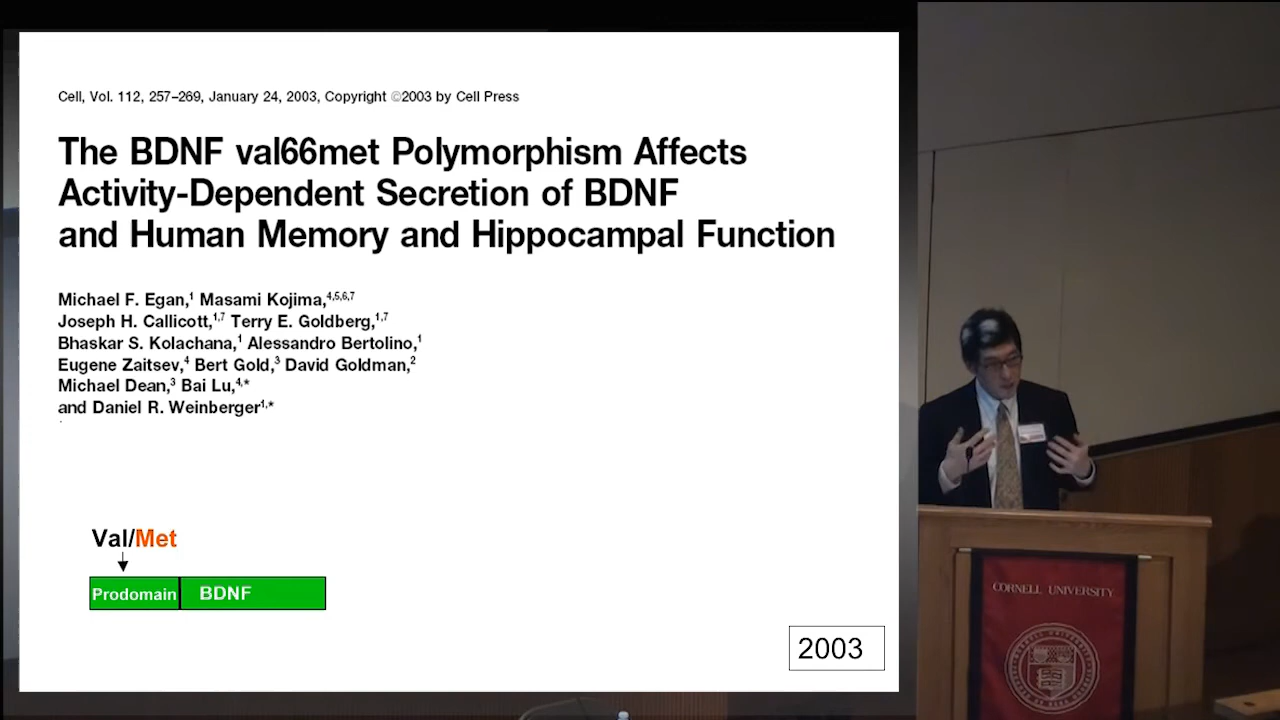 Cell, Vol. 112, 257–269, January 24, 2003, Copyright ©2003 by Cell Press
The BDNF val66met Polymorphism Affects
Activity-Dependent Secretion of BDNF
and Human Memory and Hippocampal Function
Michael F. Egan,¹ Masami Kojima,⁴,⁵,⁶,⁷
Joseph H. Callicott,¹,⁷ Terry E. Goldberg,¹,⁷
Bhaskar S. Kolachana,¹ Alessandro Bertolino,¹
Eugene Zaitsev,⁴ Bert Gold,³ David Goldman,²
Michael Dean,³ Bai Lu,⁴,*
and Daniel R. Weinberger¹,*
Val/Met
Prodomain BDNF
2003
CORNELL UNIVERSITY